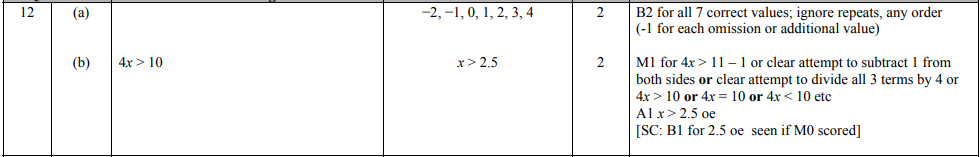 12 (a) −2, −1, 0, 1, 2, 3, 4 2 B2 for all 7 correct values; ignore repeats, any order
(-1 for each omission or additional value)
(b) 4x > 10 x > 2.5 2 M1 for 4x > 11 – 1 or clear attempt to subtract 1 from
both sides or clear attempt to divide all 3 terms by 4 or
4x > 10 or 4x = 10 or 4x < 10 etc
A1 x > 2.5 oe
[SC: B1 for 2.5 oe seen if M0 scored]